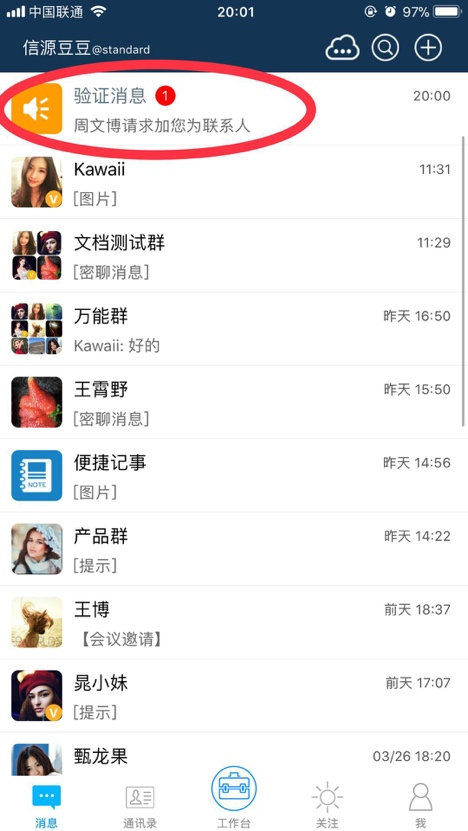 中国联通 20:01 97%
信源豆豆@standard
验证消息 1 20:00
周文博请求加您为联系人
Kawaii 11:31
[图片]
文档测试群 11:29
[密聊消息]
万能群 昨天 16:50
Kawaii: 好的
王霄野 昨天 15:50
[密聊消息]
便捷记事 昨天 14:56
NOTE
[图片]
产品群 昨天 14:22
[提示]
王博 前天 18:37
【会议邀请】
晁小妹 前天 17:07
[提示]
甄龙果 03/26 18:20
消息 通讯录 工作台 关注 我